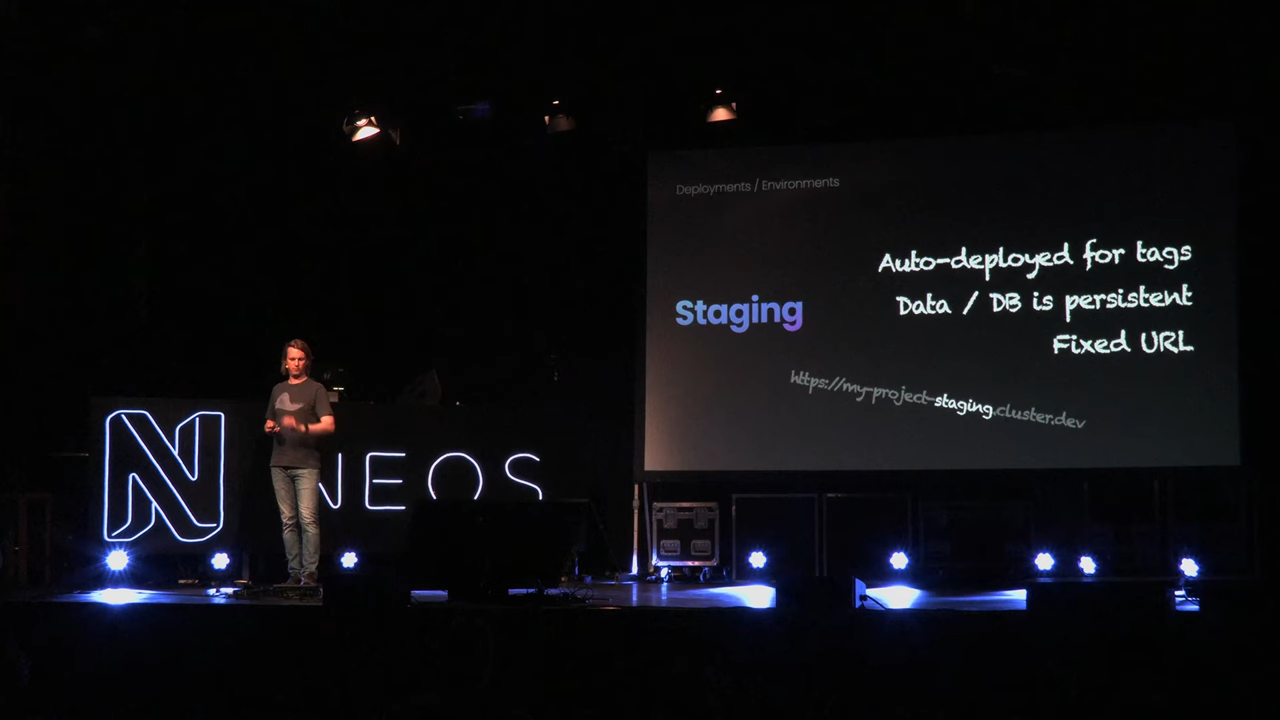 Deployments / Environments
Auto-deployed for tags
Data / DB is persistent
Staging
Fixed URL
https://my-project-staging.cluster.dev
NEOS